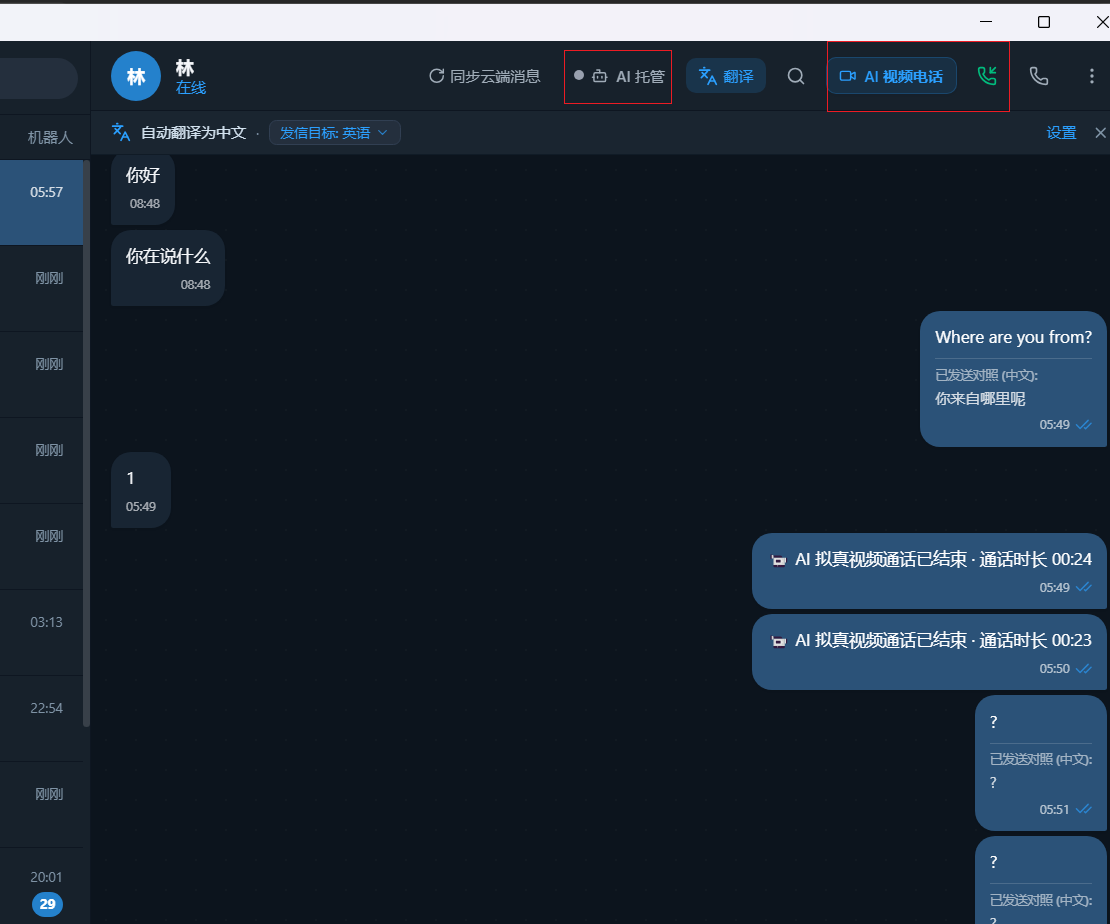 林
林
在线
同步云端消息
AI 托管
翻译
AI 视频电话
机器人
自动翻译为中文 ·
发信目标: 英语
设置
05:57
刚刚
刚刚
刚刚
刚刚
03:13
22:54
刚刚
20:01
29
你好
08:48
你在说什么
08:48
Where are you from?
已发送对照 (中文):
你来自哪里呢
05:49
1
05:49
AI 拟真视频通话已结束 · 通话时长 00:24
05:49
AI 拟真视频通话已结束 · 通话时长 00:23
05:50
?
已发送对照 (中文):
?
05:51
?
已发送对照 (中文):
?